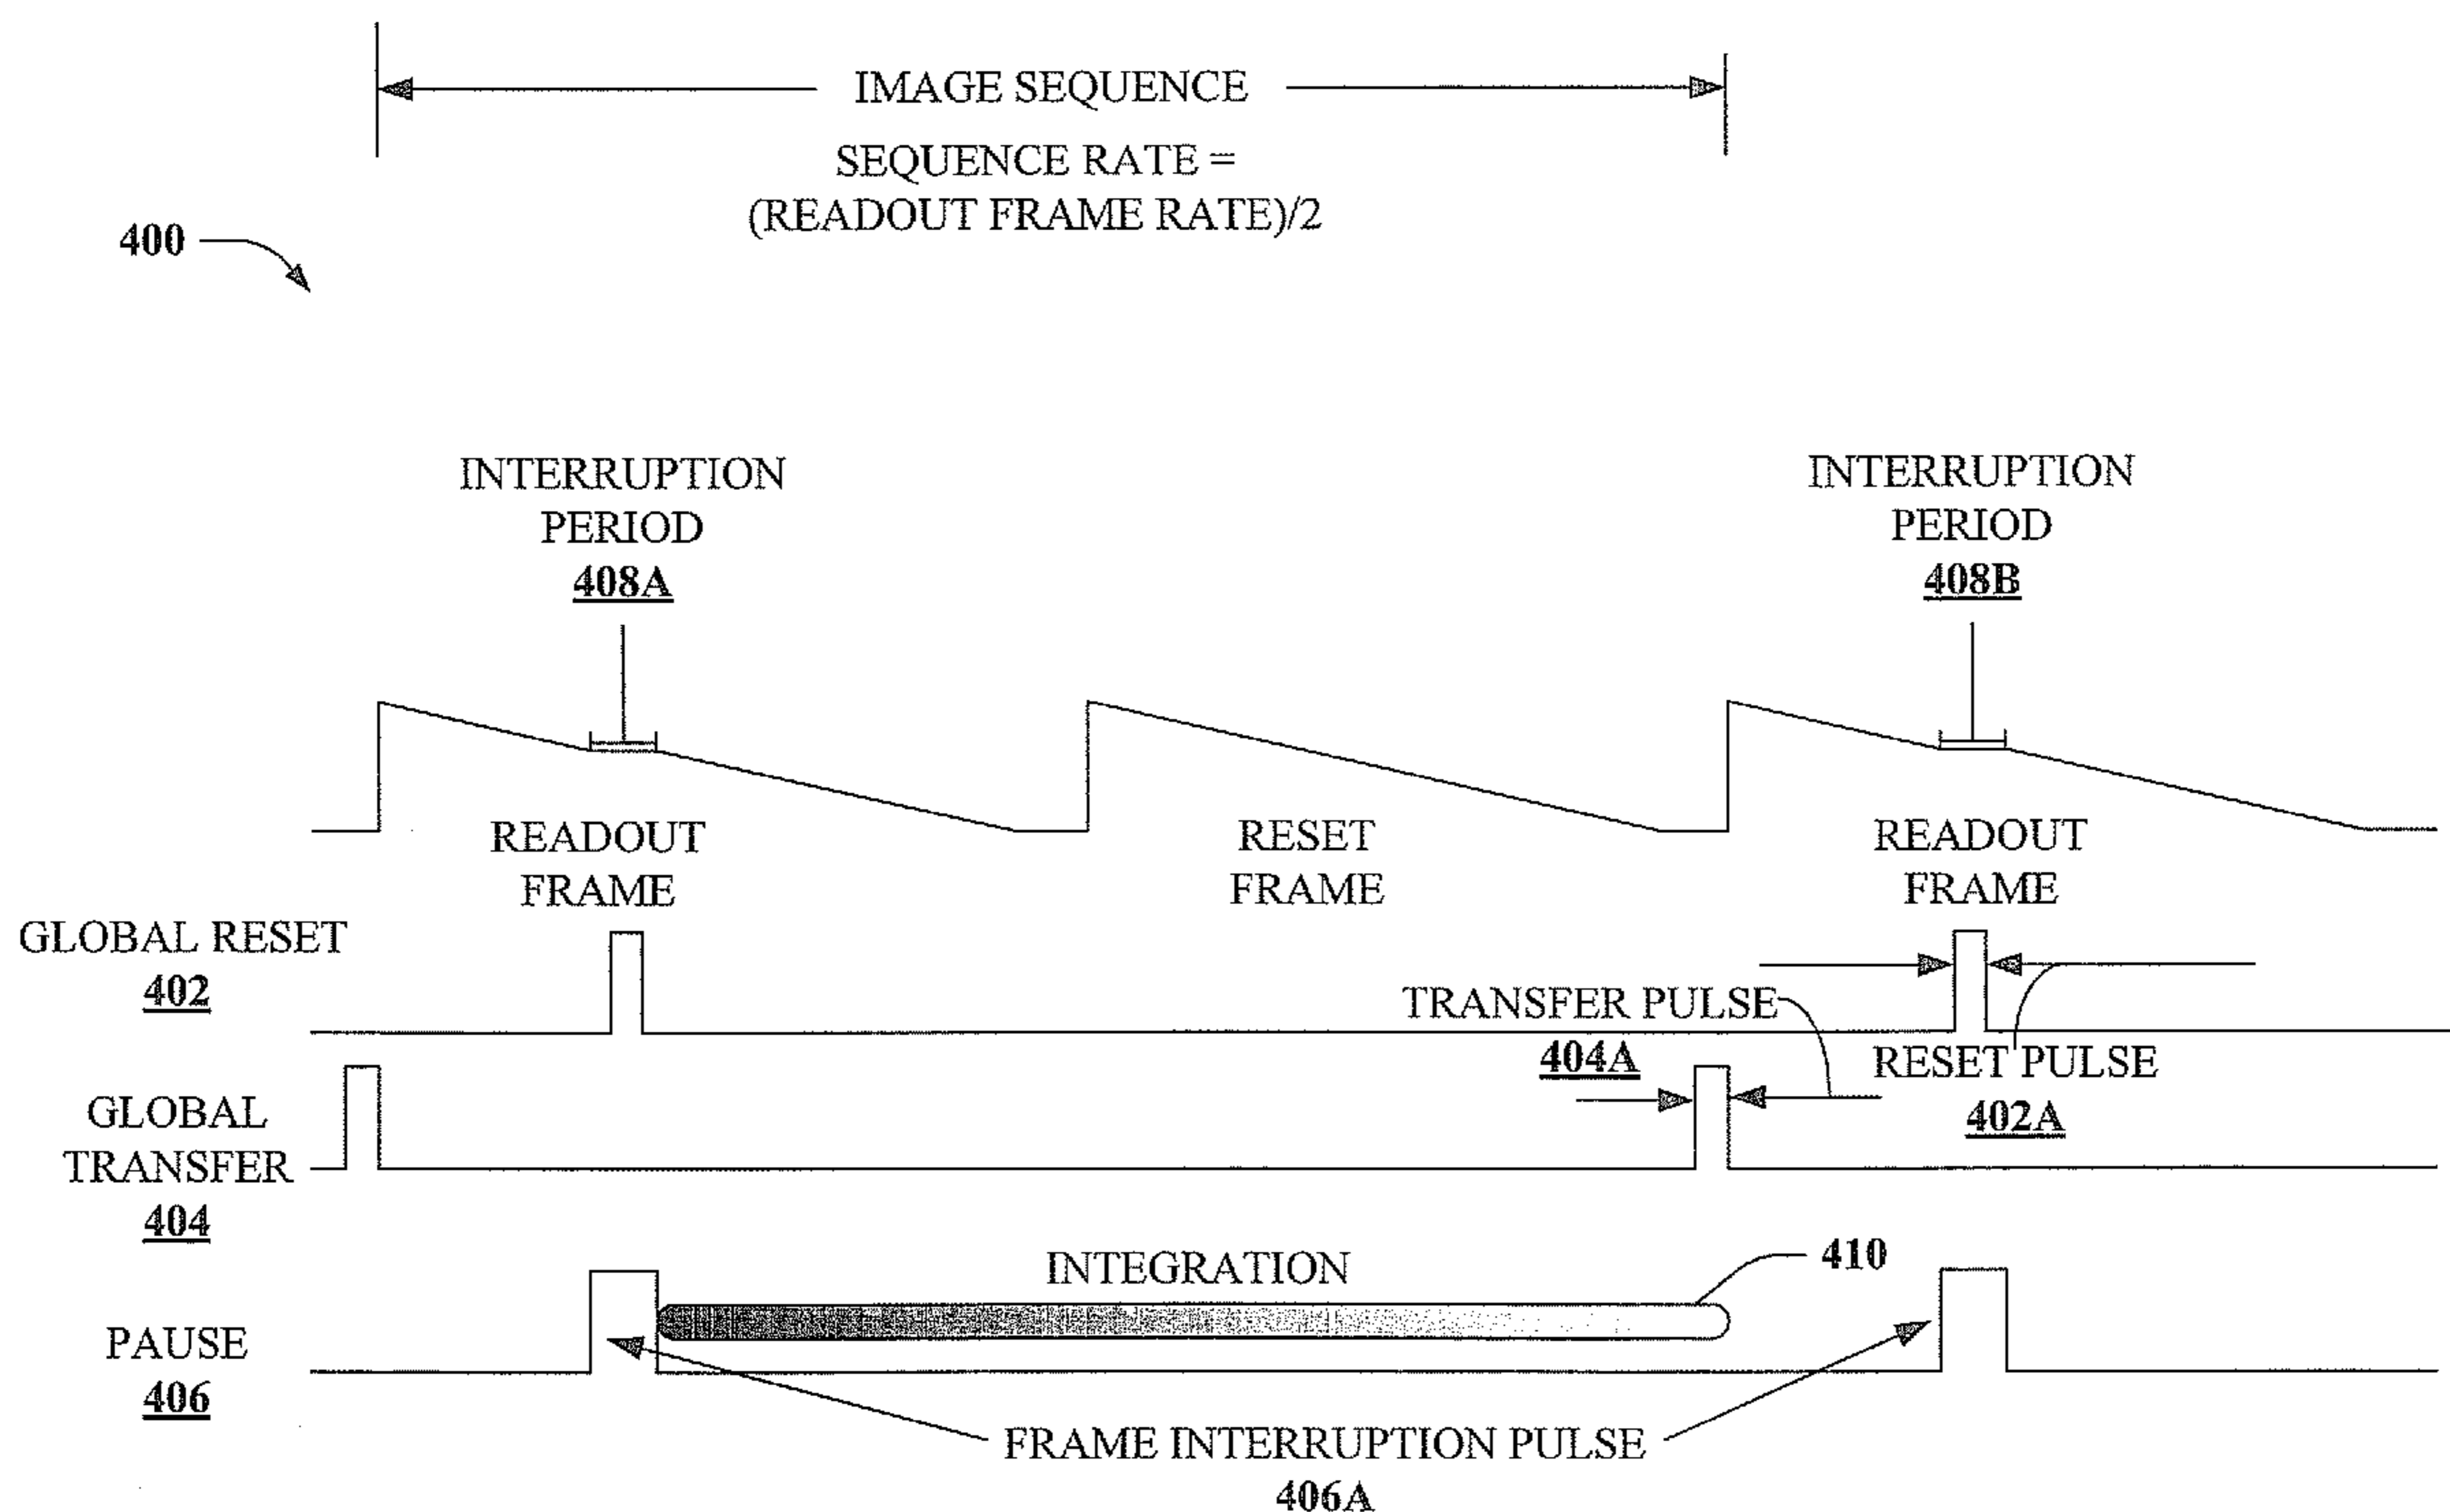 IMAGE SEQUENCE
SEQUENCE RATE =
(READOUT FRAME RATE)/2
400
INTERRUPTION
PERIOD
408A
INTERRUPTION
PERIOD
408B
READOUT
FRAME
RESET
FRAME
READOUT
FRAME
GLOBAL RESET
402
TRANSFER PULSE
404A
RESET PULSE
402A
GLOBAL
TRANSFER
404
INTEGRATION
410
PAUSE
406
FRAME INTERRUPTION PULSE
406A